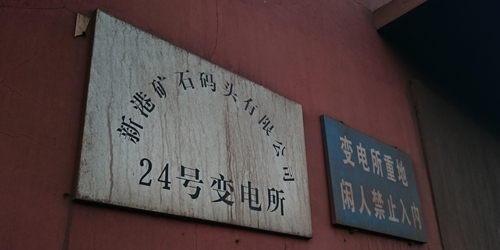 新港矿石码头有限公司
24号变电所
变电所重地
闲人禁止入内